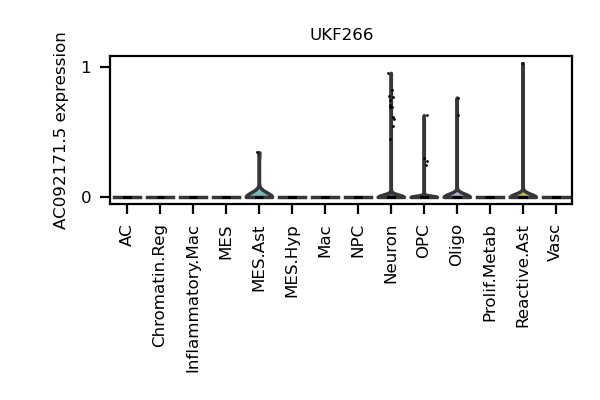 UKF266
AC092171.5 expression
1
0
AC
Chromatin.Reg
Inflammatory.Mac
MES
MES.Ast
MES.Hyp
Mac
NPC
Neuron
OPC
Oligo
Prolif.Metab
Reactive.Ast
Vasc